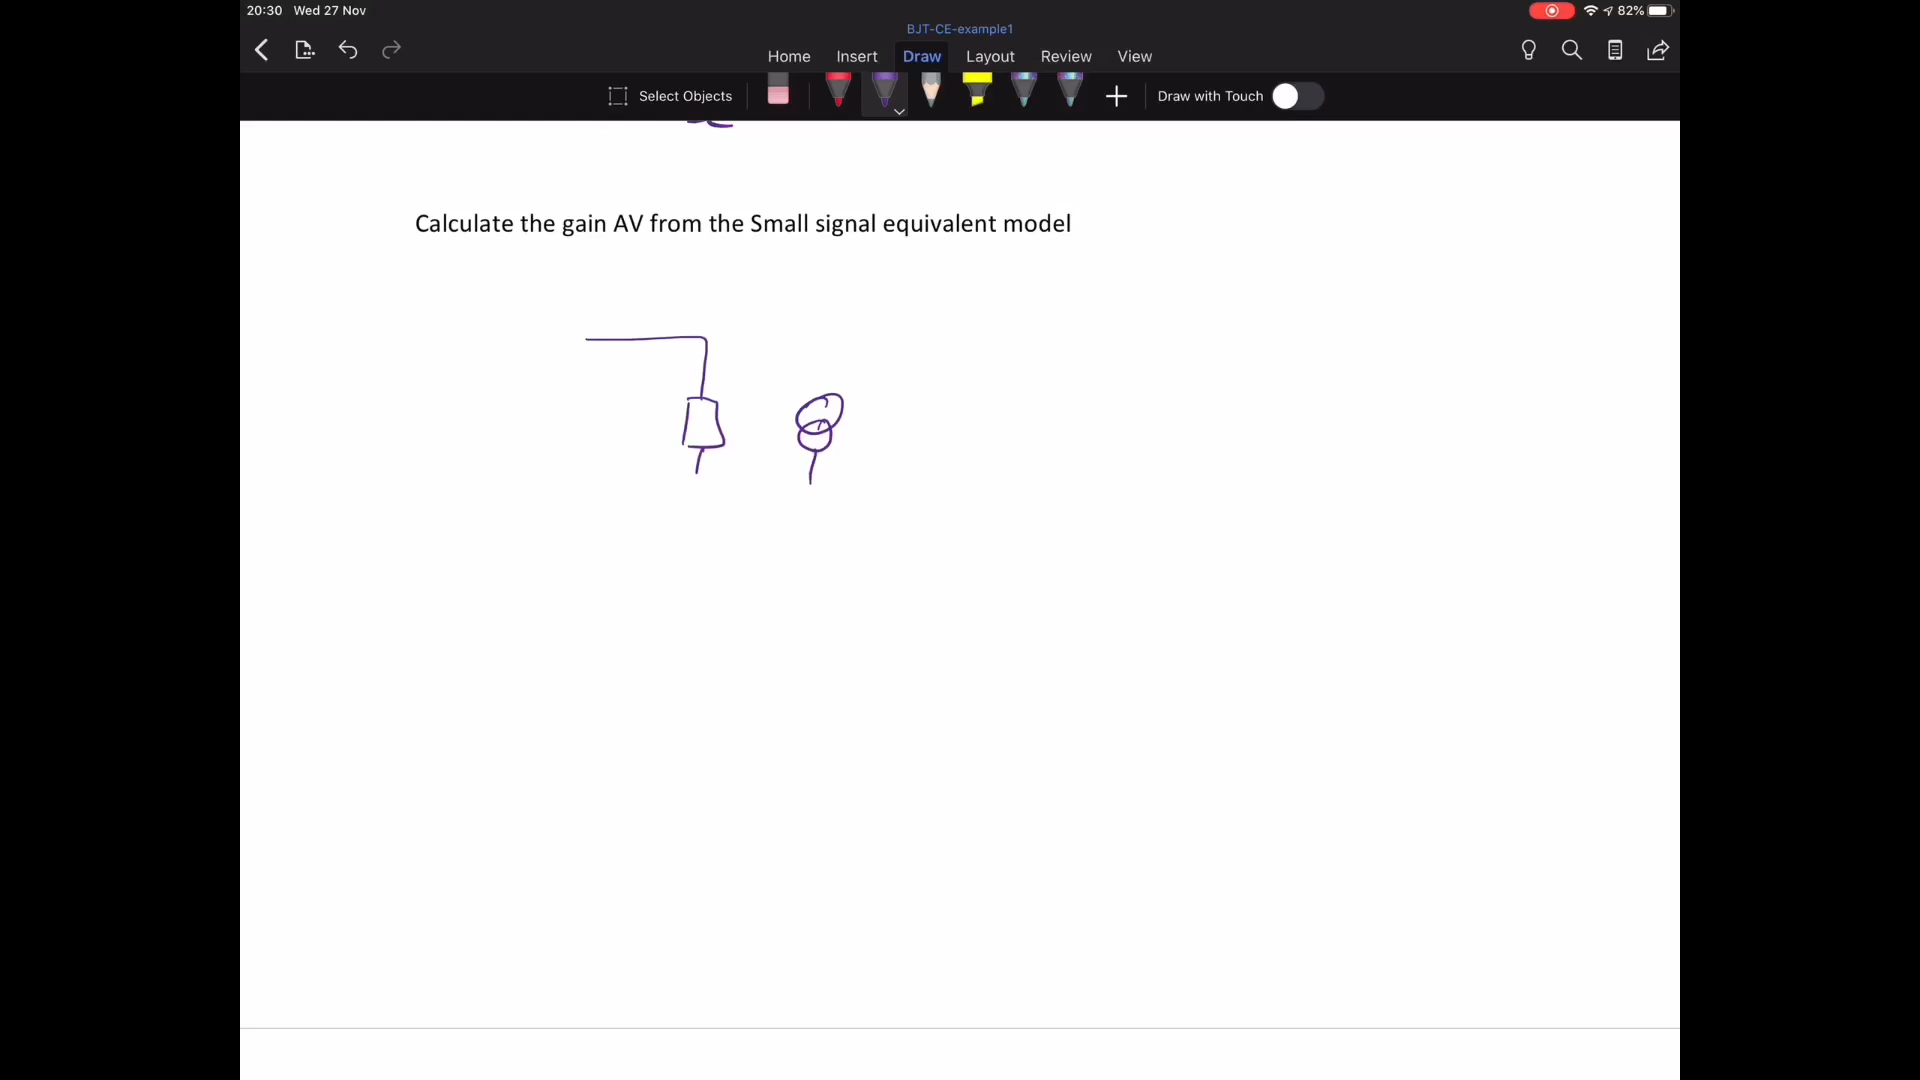 20:30 Wed 27 Nov
82%
BJT-CE-example1
Home Insert Draw Layout Review View
Select Objects
Draw with Touch
Calculate the gain AV from the Small signal equivalent model